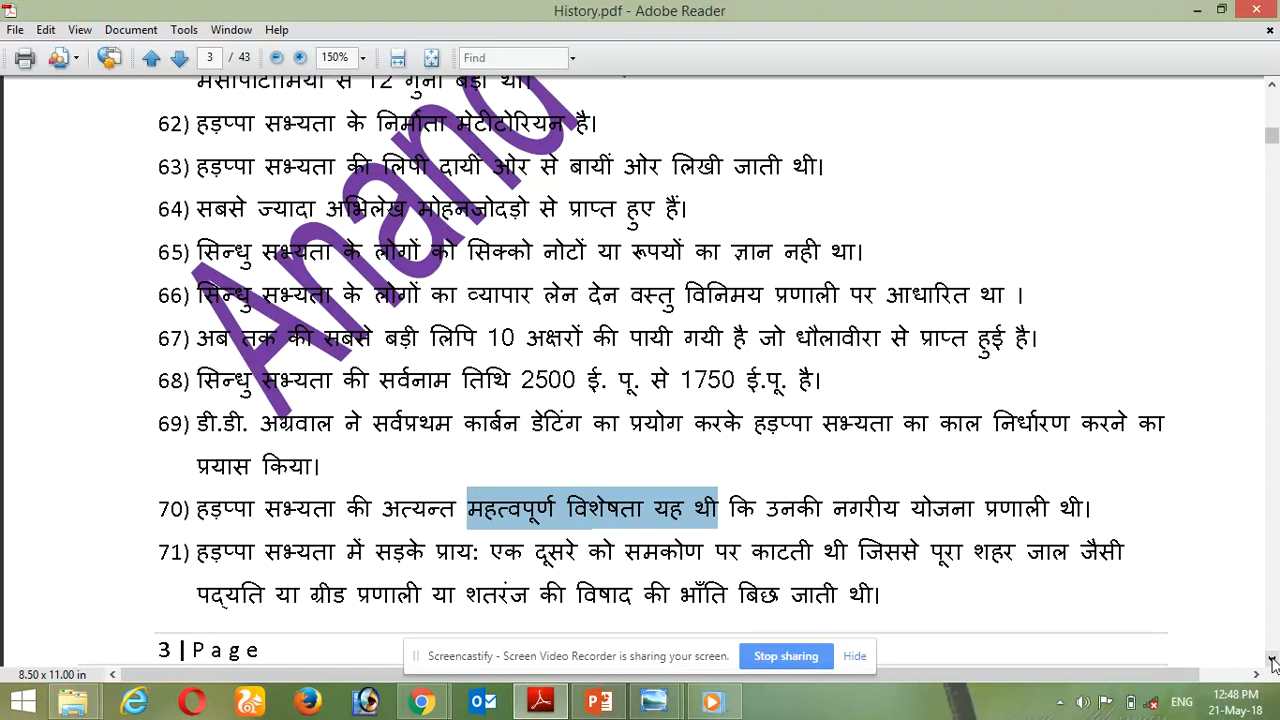 History.pdf - Adobe Reader
File Edit View Document Tools Window Help
3 / 43 150% Find
मेसोपोटामिया से 12 गुना बड़ी थी।
62) हड़प्पा सभ्यता के निर्माता मेटीटोरियन है।
63) हड़प्पा सभ्यता की लिपी दायीं ओर से बायीं ओर लिखी जाती थी।
64) सबसे ज्यादा अभिलेख मोहनजोदड़ो से प्राप्त हुए हैं।
65) सिन्धु सभ्यता के लोगों को सिक्को नोटों या रूपयों का ज्ञान नही था।
66) सिन्धु सभ्यता के लोगों का व्यापार लेन देन वस्तु विनिमय प्रणाली पर आधारित था ।
67) अब तक की सबसे बड़ी लिपि 10 अक्षरों की पायी गयी है जो धौलावीरा से प्राप्त हुई है।
68) सिन्धु सभ्यता की सर्वनाम तिथि 2500 ई. पू. से 1750 ई.पू. है।
69) डी.डी. अग्रवाल ने सर्वप्रथम कार्बन डेटिंग का प्रयोग करके हड़प्पा सभ्यता का काल निर्धारण करने का
प्रयास किया।
70) हड़प्पा सभ्यता की अत्यन्त महत्वपूर्ण विशेषता यह थी कि उनकी नगरीय योजना प्रणाली थी।
71) हड़प्पा सभ्यता में सड़के प्राय: एक दूसरे को समकोण पर काटती थी जिससे पूरा शहर जाल जैसी
पद्यति या ग्रीड प्रणाली या शतरंज की विषाद की भाँति बिछ जाती थी।
Anand
3 | P a g e
Screencastify - Screen Video Recorder is sharing your screen. Stop sharing Hide
8.50 x 11.00 in
ENG
12:48 PM
21-May-18